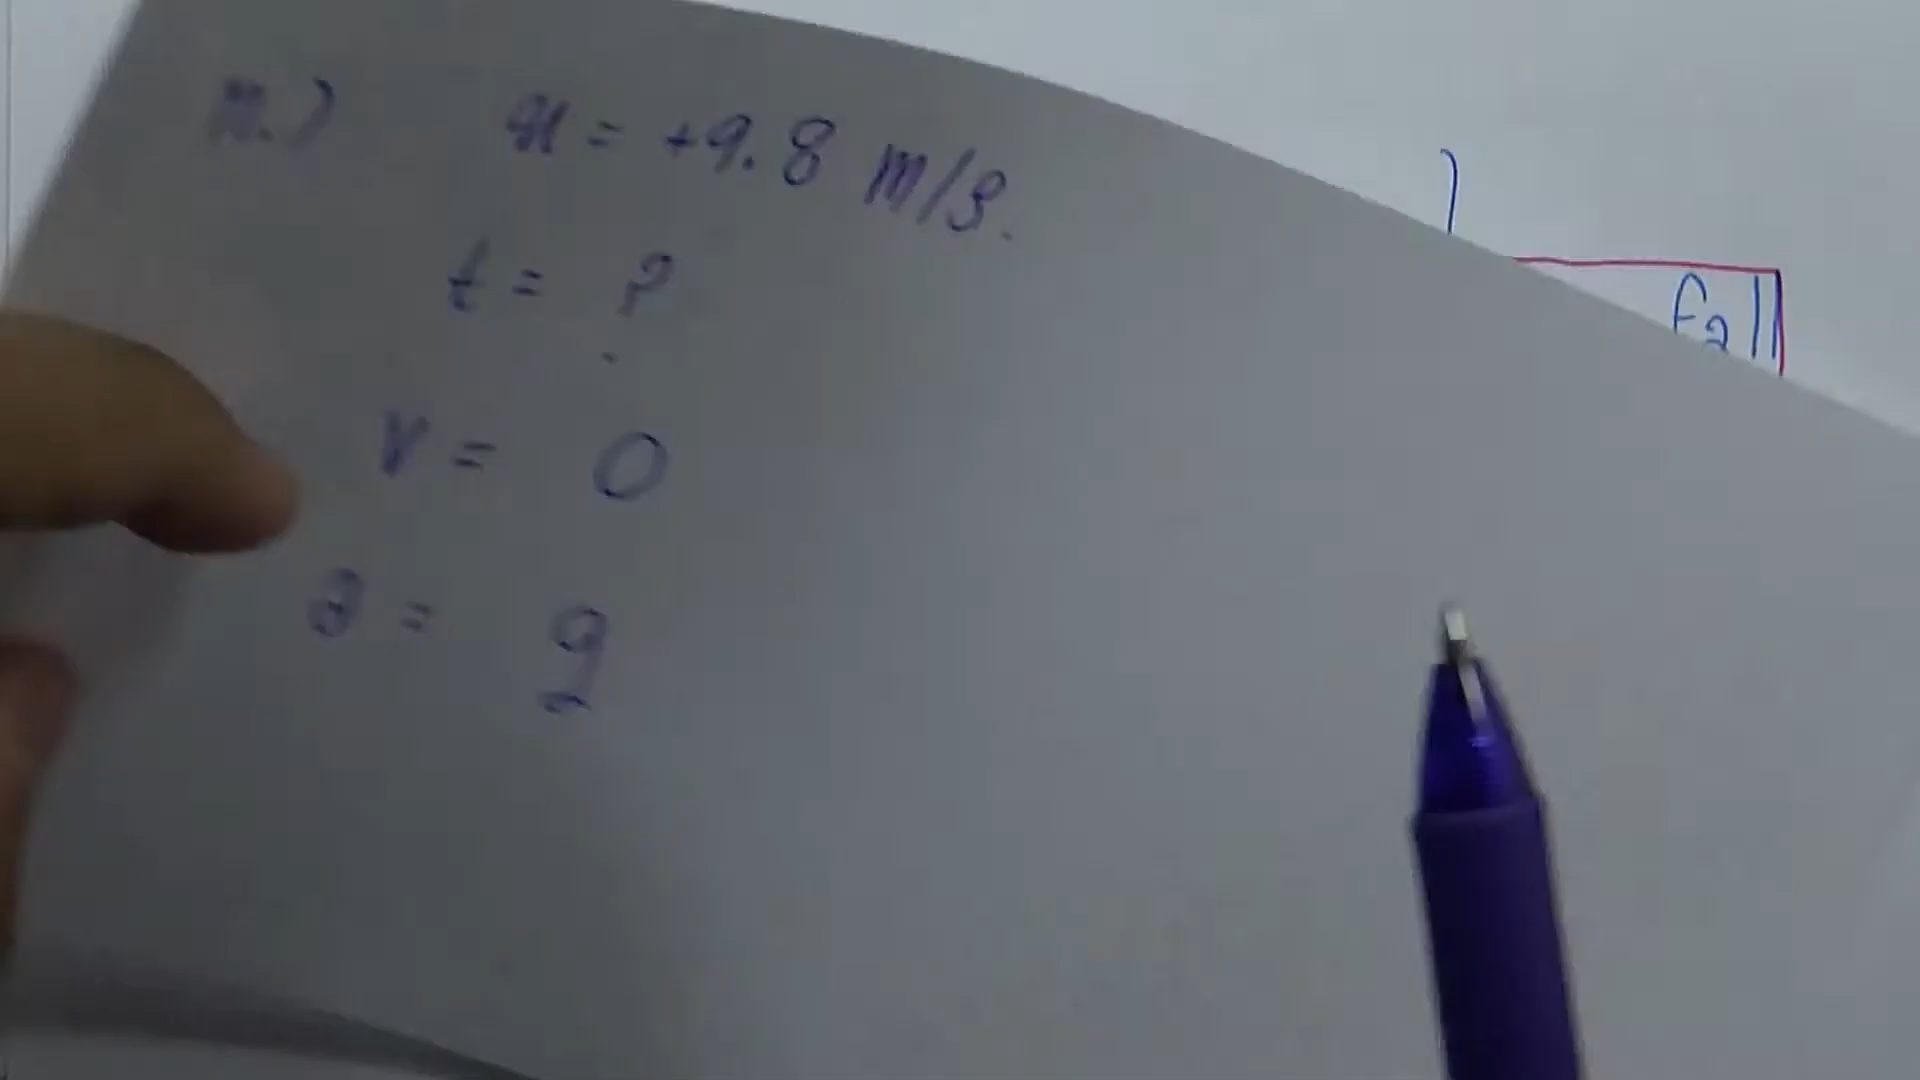 u = +9.8 m/s.
t = ?
v = 0
a = g
fall